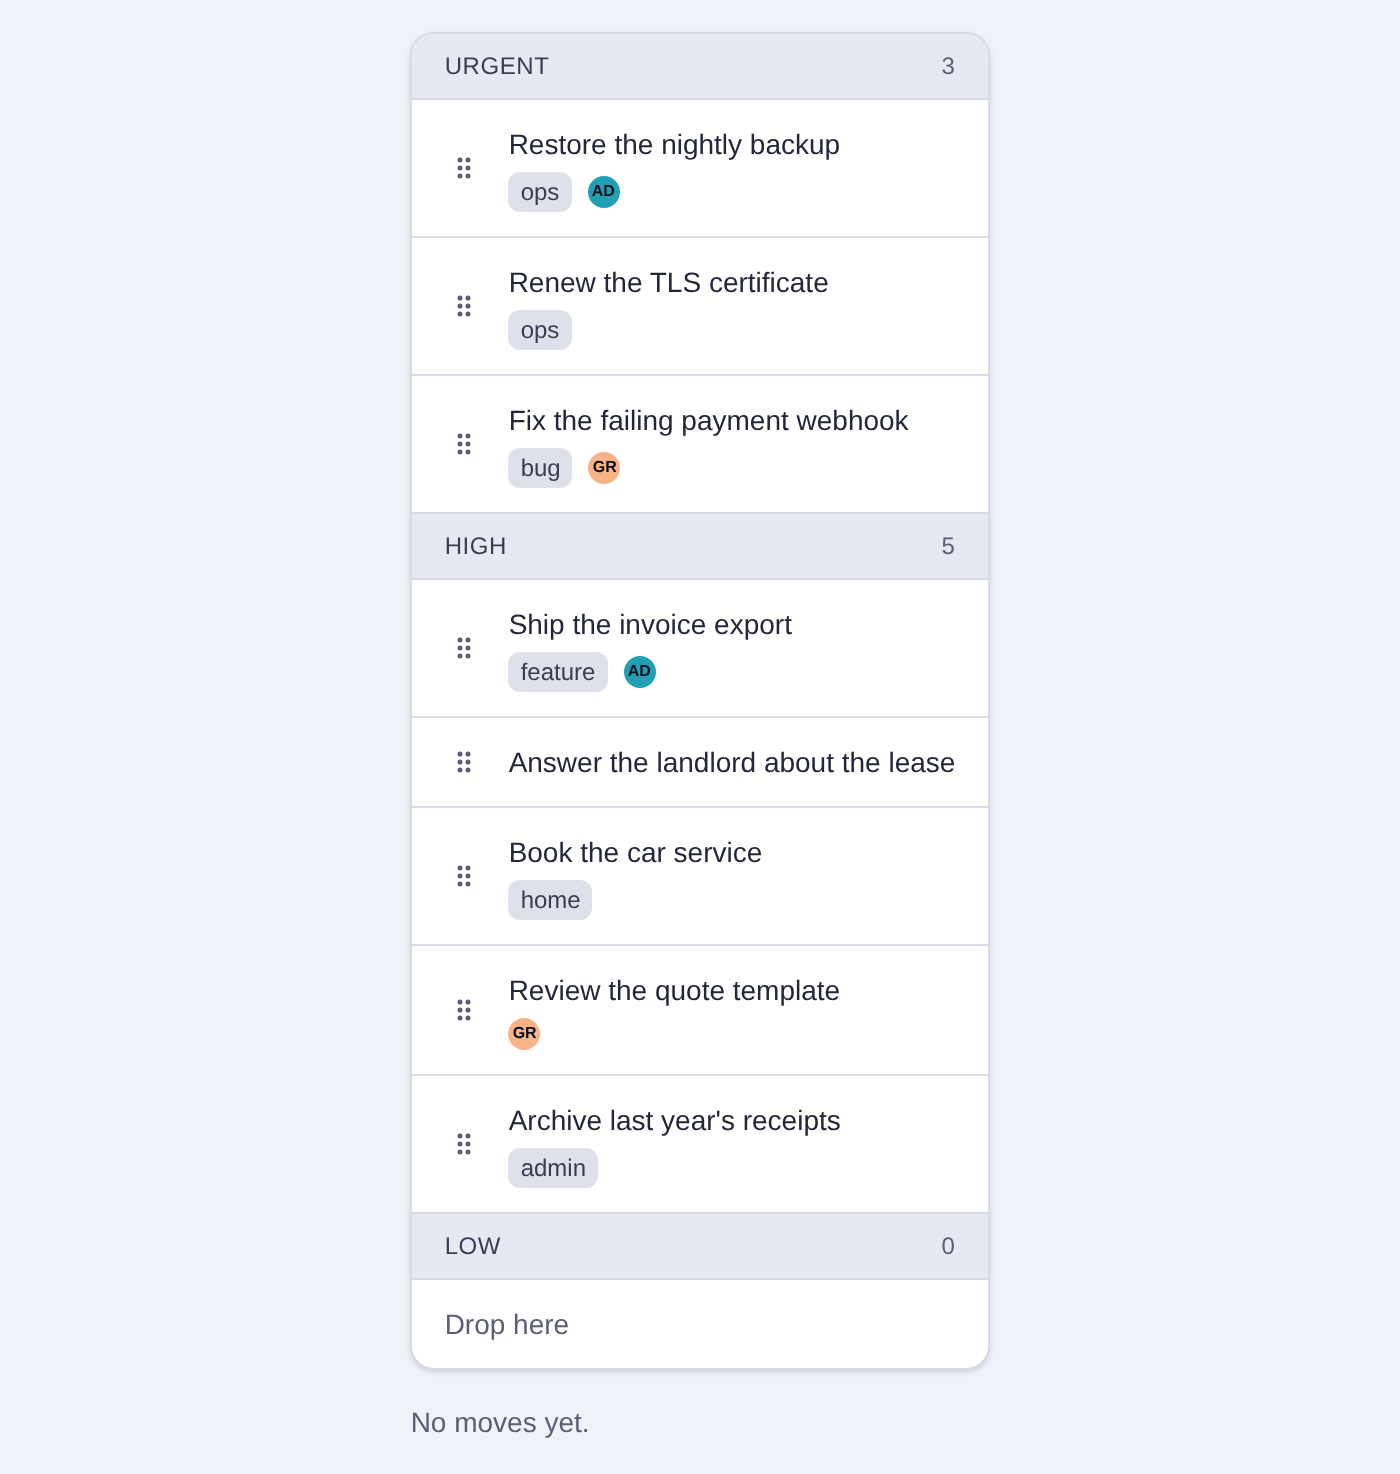 URGENT 3
Restore the nightly backup
ops AD
Renew the TLS certificate
ops
Fix the failing payment webhook
bug GR
HIGH 5
Ship the invoice export
feature AD
Answer the landlord about the lease
Book the car service
home
Review the quote template
GR
Archive last year's receipts
admin
LOW 0
Drop here
No moves yet.